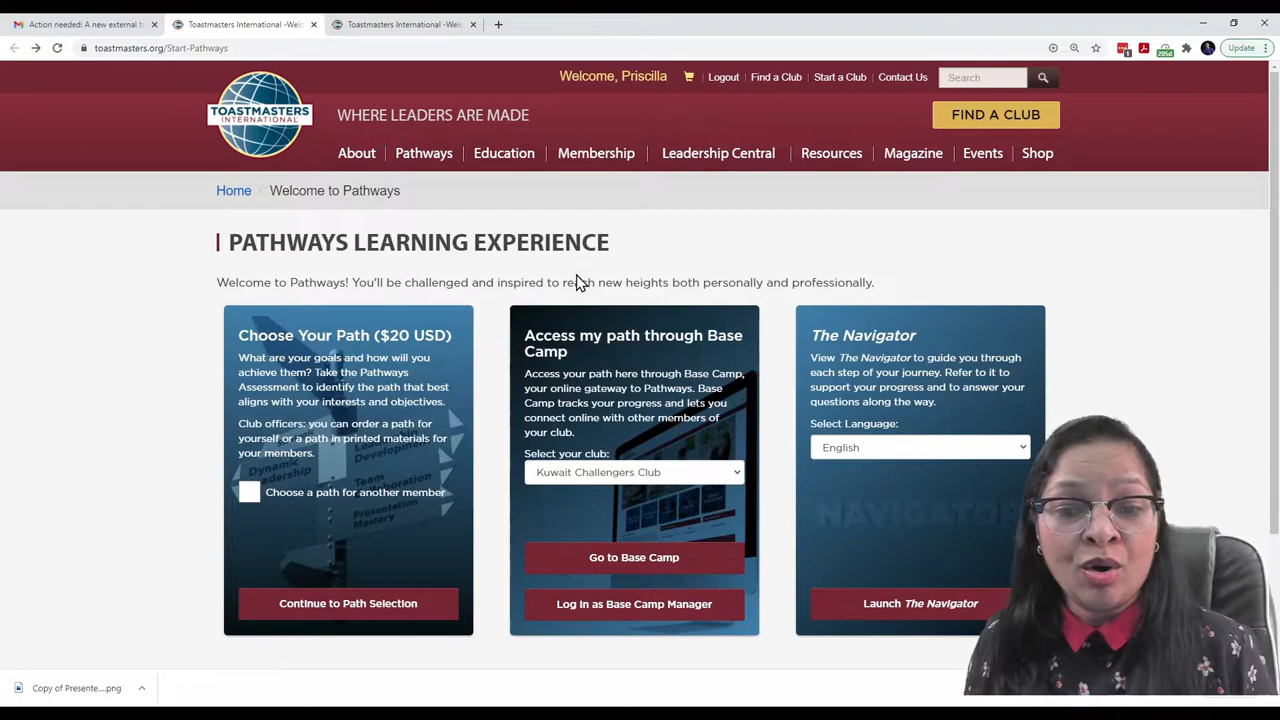 Action needed: A new external t
Toastmasters International -Welc
Toastmasters International -Welc
toastmasters.org/Start-Pathways
Update
Welcome, Priscilla
Logout
Find a Club
Start a Club
Contact Us
Search
TOASTMASTERS
INTERNATIONAL
WHERE LEADERS ARE MADE
FIND A CLUB
About
Pathways
Education
Membership
Leadership Central
Resources
Magazine
Events
Shop
Home / Welcome to Pathways
PATHWAYS LEARNING EXPERIENCE
Welcome to Pathways! You'll be challenged and inspired to reach new heights both personally and professionally.
Choose Your Path ($20 USD)
What are your goals and how will you
achieve them? Take the Pathways
Assessment to identify the path that best
aligns with your interests and objectives.
Club officers: you can order a path for
yourself or a path in printed materials for
your members.
Choose a path for another member
Continue to Path Selection
Access my path through Base
Camp
Access your path here through Base Camp,
your online gateway to Pathways. Base
Camp tracks your progress and lets you
connect online with other members of
your club.
Select your club:
Kuwait Challengers Club
Go to Base Camp
Log In as Base Camp Manager
The Navigator
View The Navigator to guide you through
each step of your journey. Refer to it to
support your progress and to answer your
questions along the way.
Select Language:
English
Launch The Navigator
Copy of Presente....png